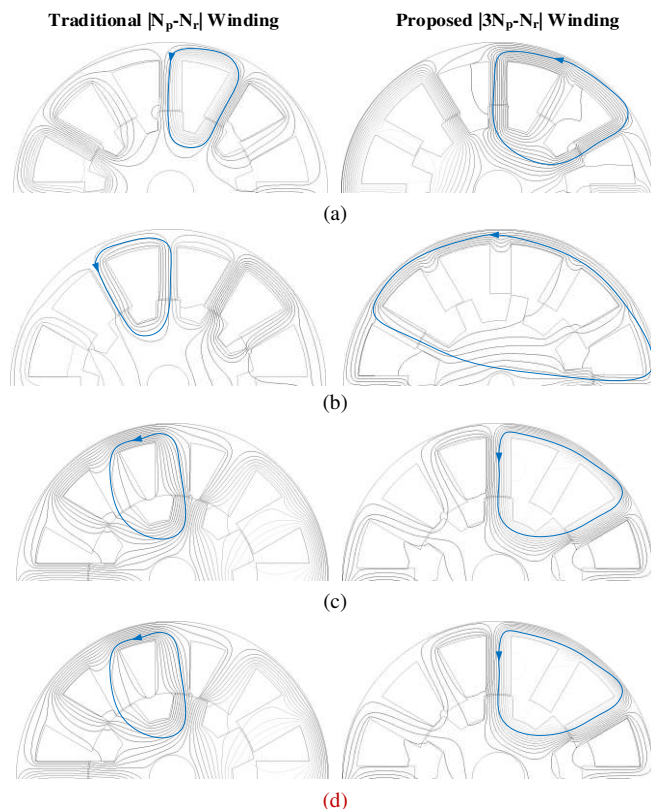 Traditional |Np-Nr| Winding
Proposed |3Np-Nr| Winding
(a)
(b)
(c)
(d)